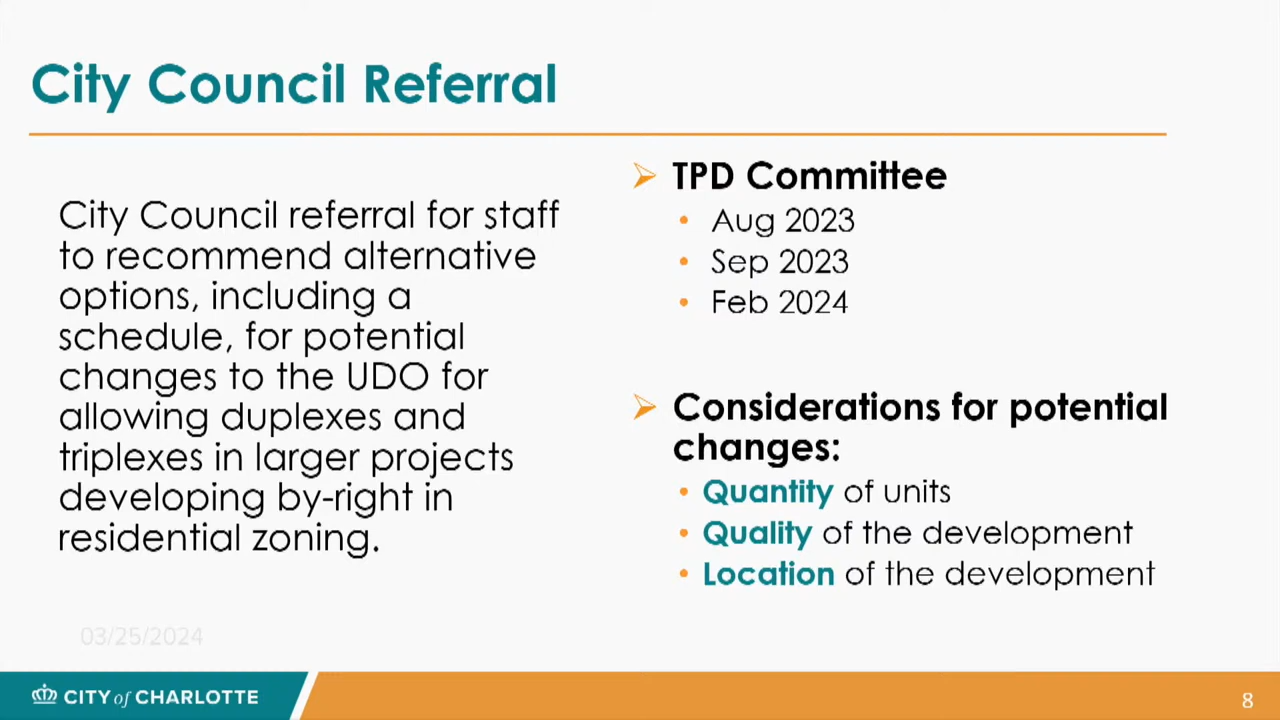 City Council Referral
City Council referral for staff
to recommend alternative
options, including a
schedule, for potential
changes to the UDO for
allowing duplexes and
triplexes in larger projects
developing by-right in
residential zoning.
➢ TPD Committee
• Aug 2023
• Sep 2023
• Feb 2024
➢ Considerations for potential
changes:
• Quantity of units
• Quality of the development
• Location of the development
03/25/2024
CITY of CHARLOTTE
8